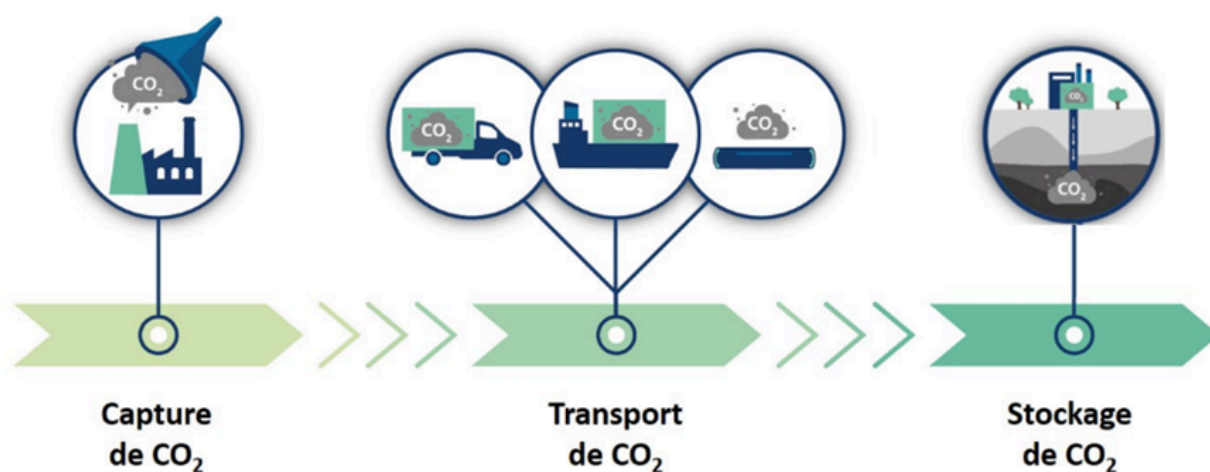 CO₂
CO₂
CO₂
CO₂
CO₂
CO₂
Capture
de CO₂
Transport
de CO₂
Stockage
de CO₂